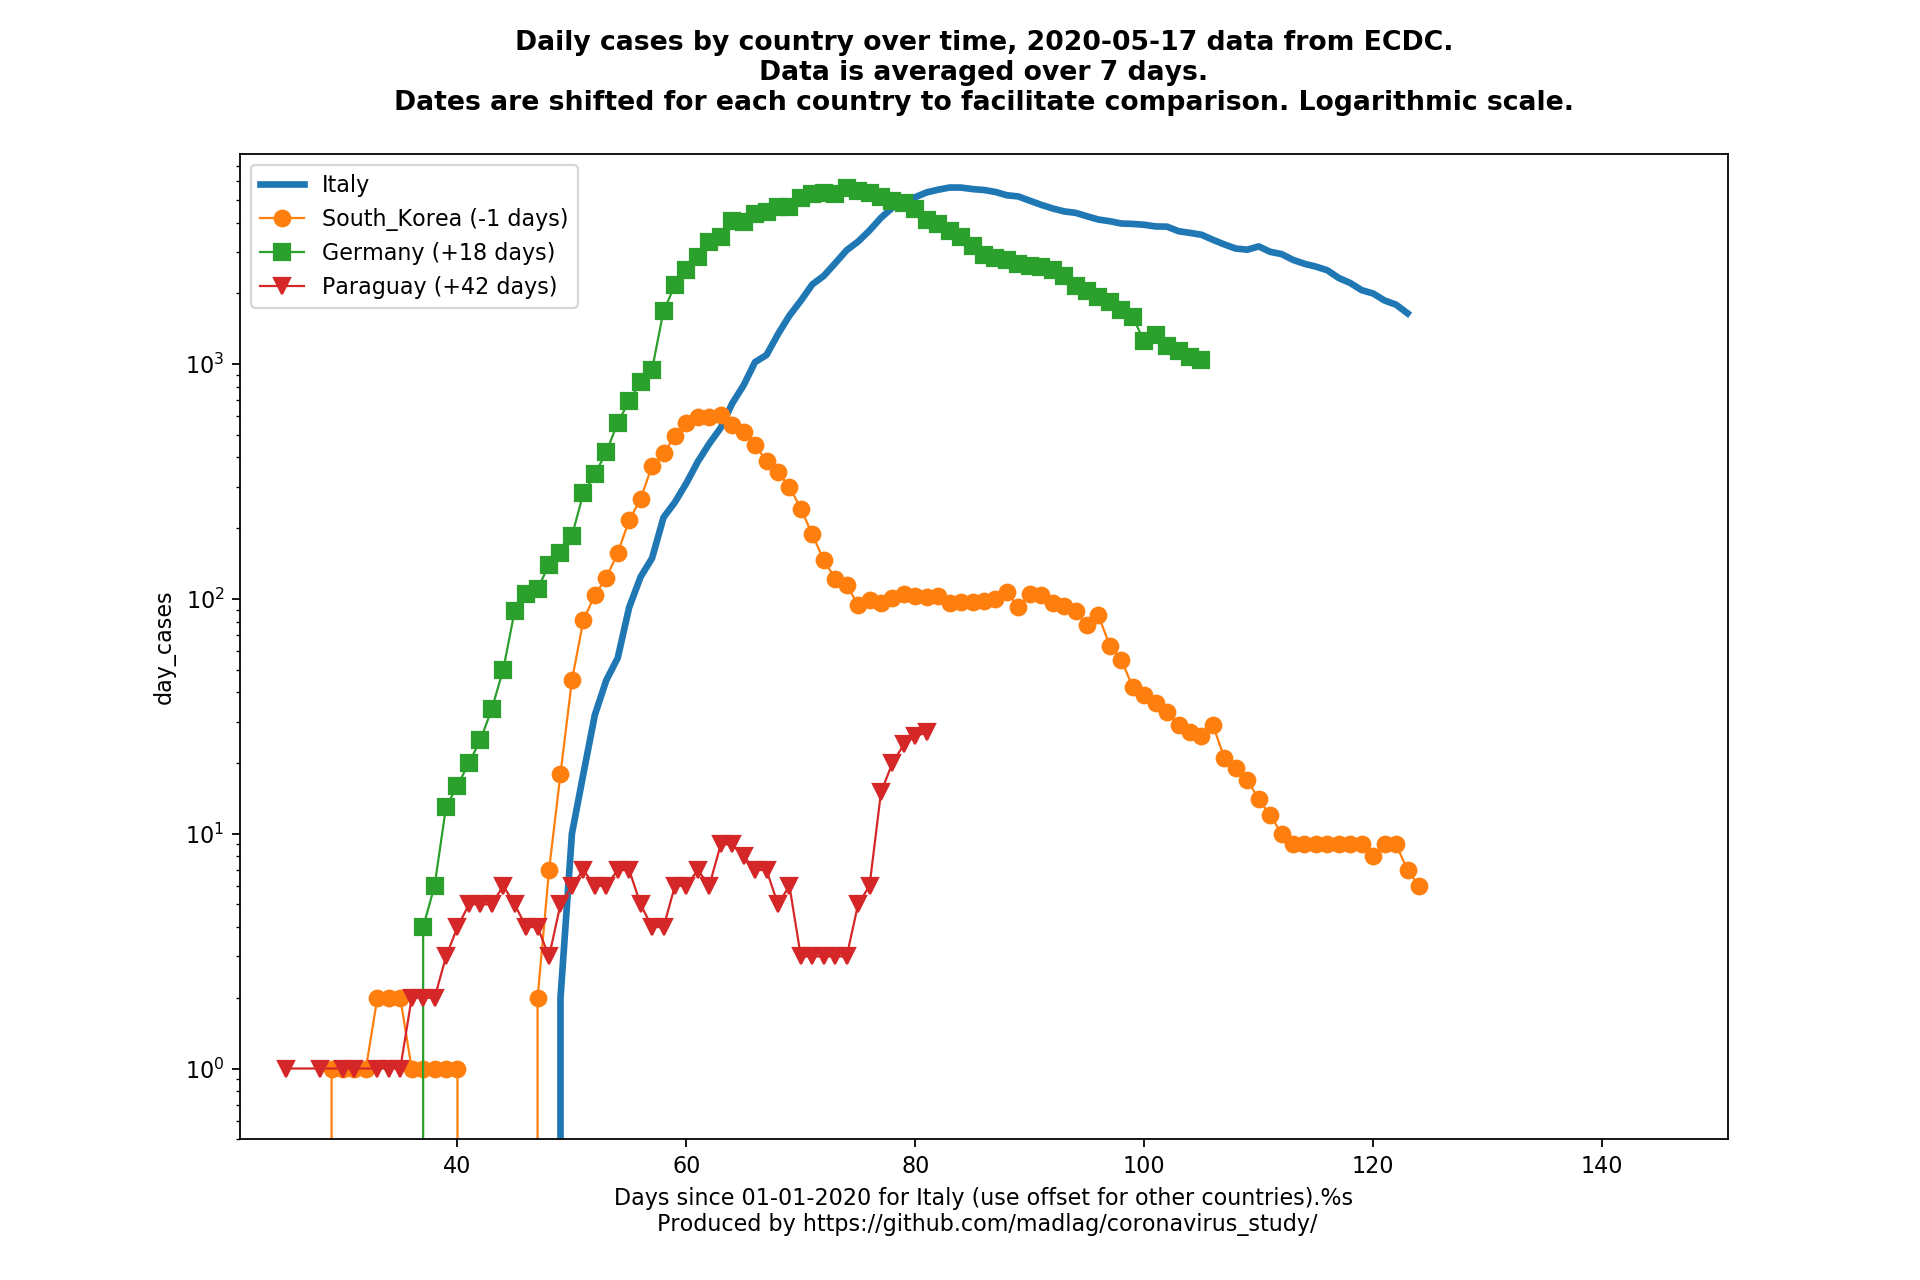 Daily cases by country over time, 2020-05-17 data from ECDC.
Data is averaged over 7 days.
Dates are shifted for each country to facilitate comparison. Logarithmic scale.
Italy
South_Korea (-1 days)
Germany (+18 days)
Paraguay (+42 days)
day_cases
10³
10²
10¹
10⁰
40 60 80 100 120 140
Days since 01-01-2020 for Italy (use offset for other countries).%s
Produced by https://github.com/madlag/coronavirus_study/